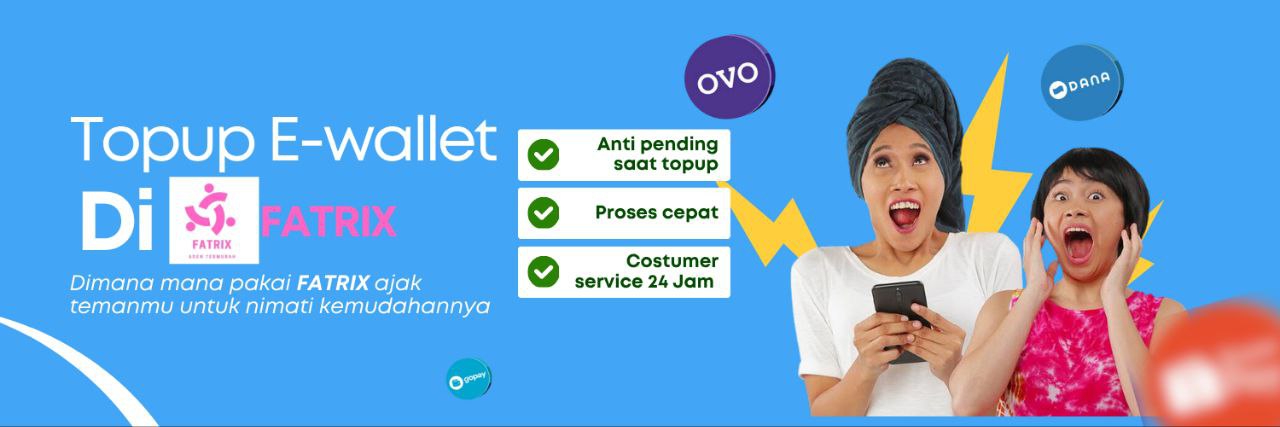 OVO
DANA
Topup E-wallet
Di
FATRIX
FATRIX
Anti pending
saat topup
Proses cepat
Costumer
service 24 Jam
Dimana mana pakai FATRIX ajak
temanmu untuk nimati kemudahannya
gopay